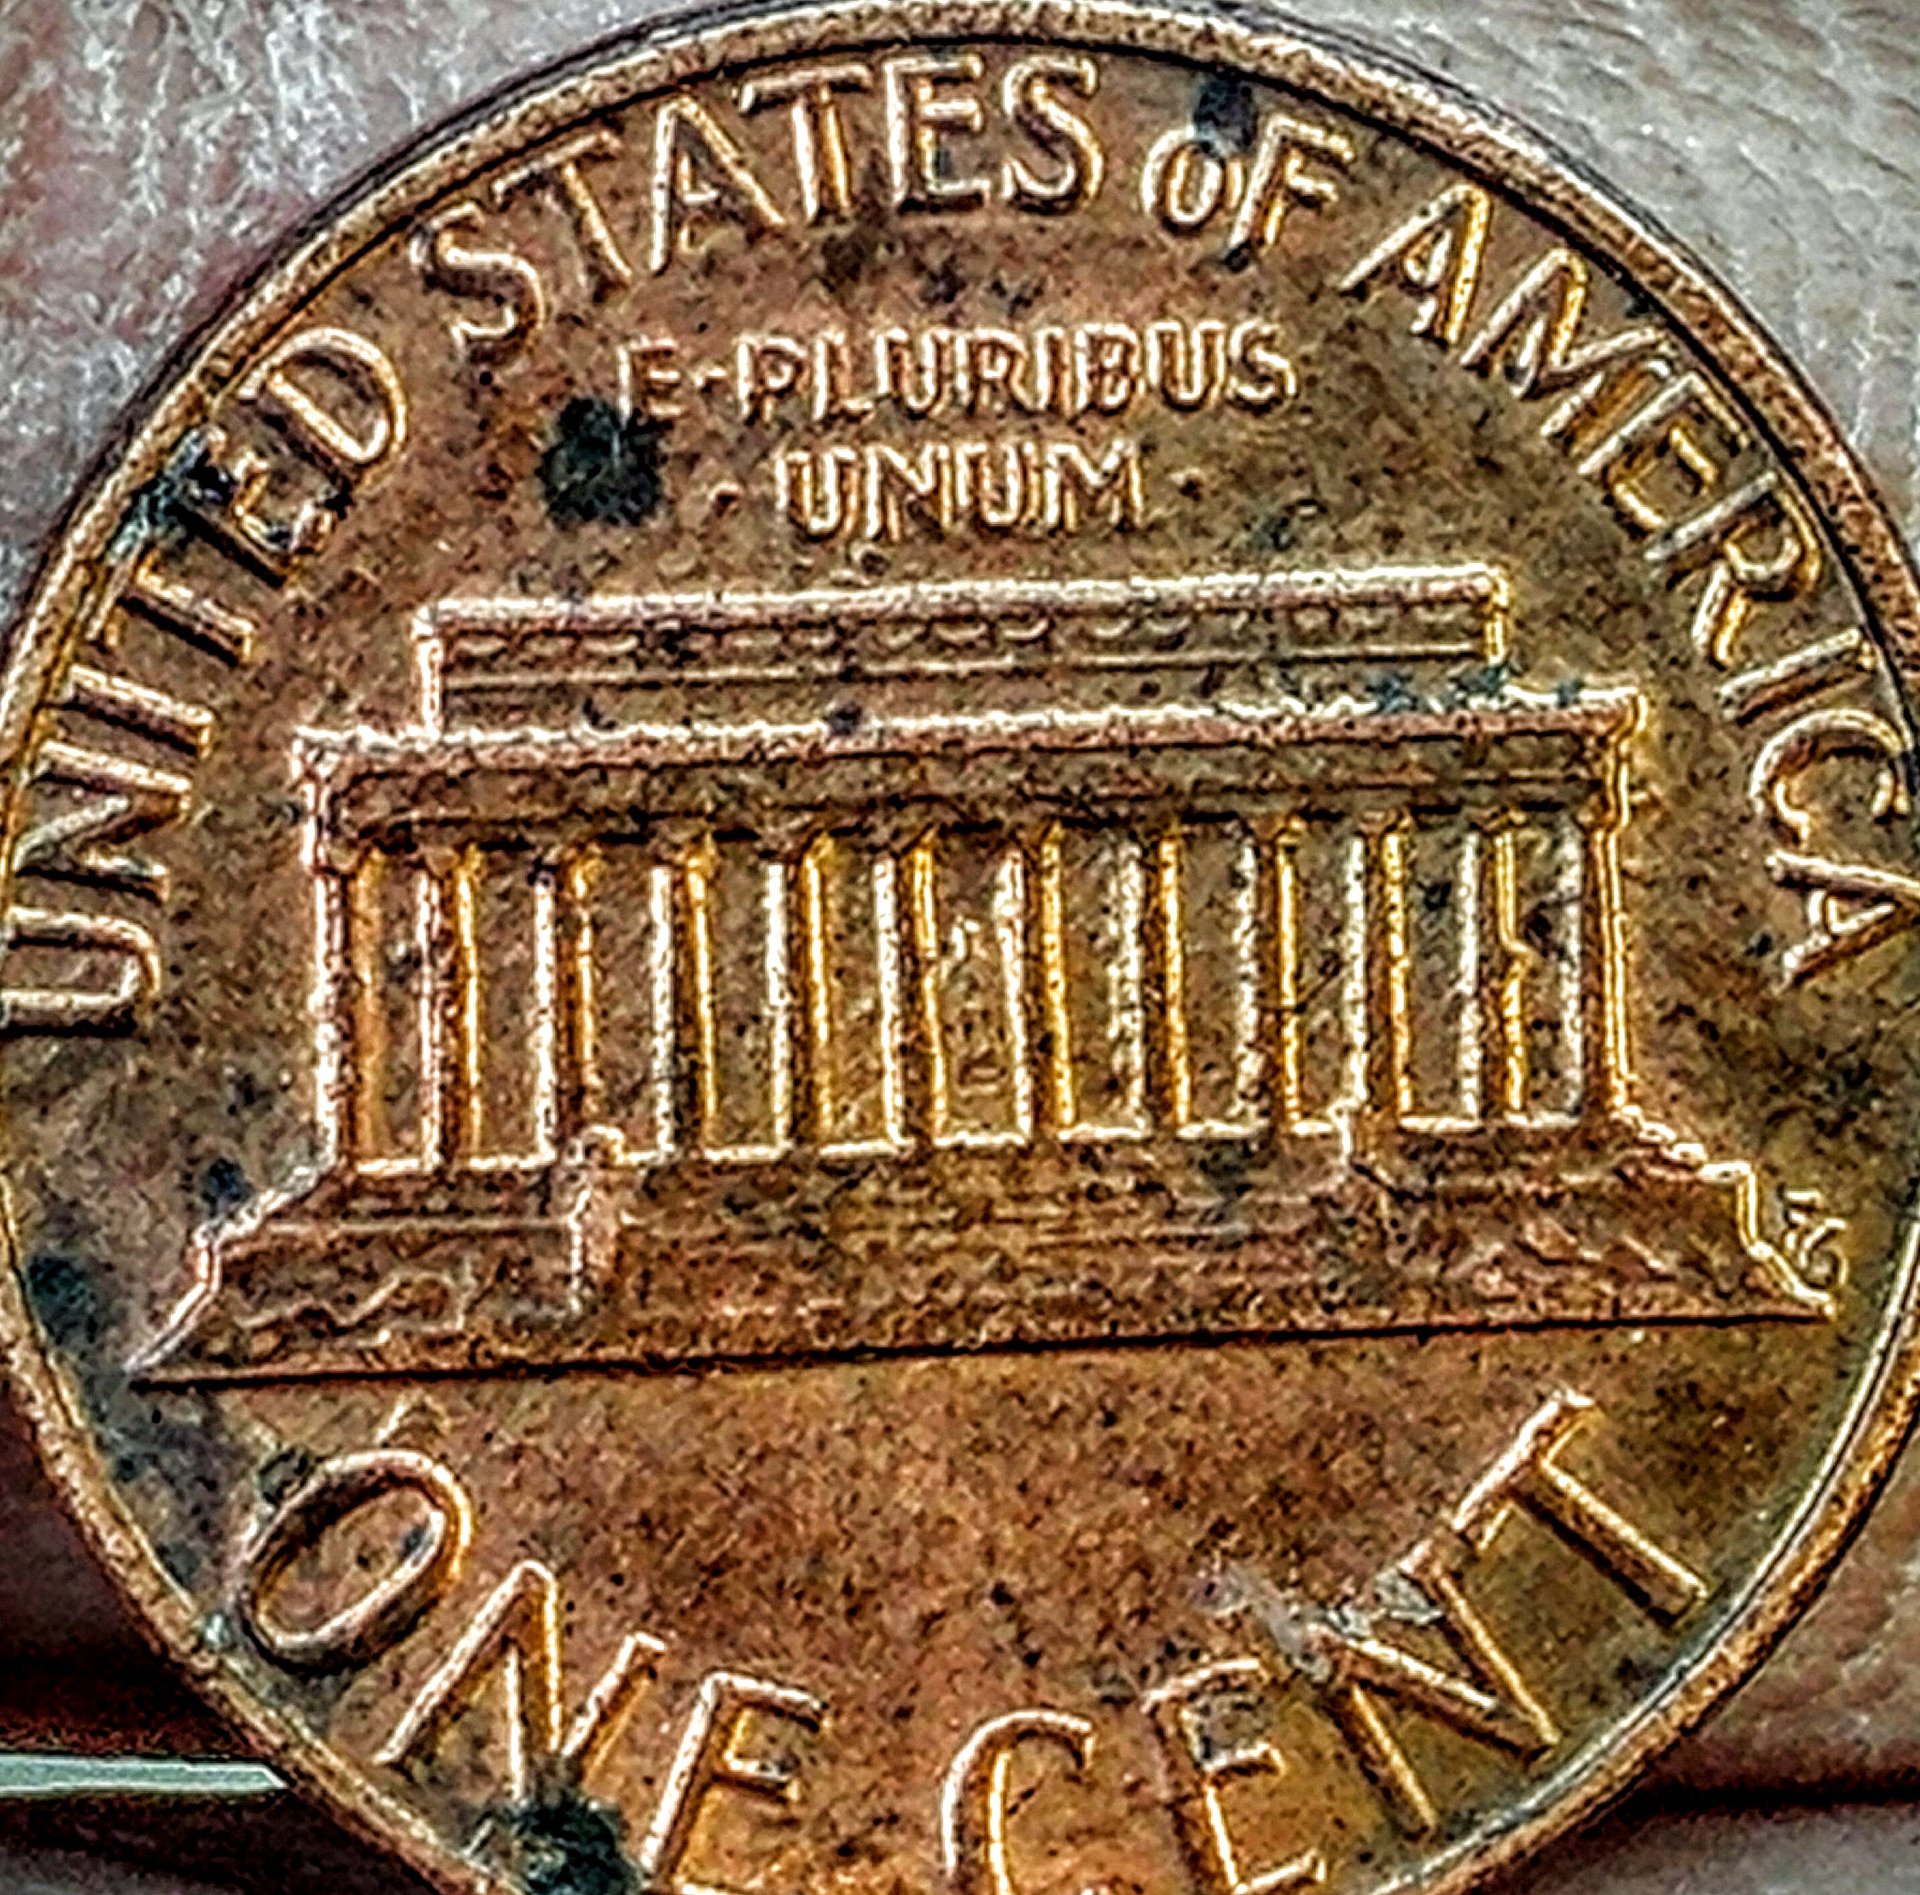 UNITED STATES OF AMERICA
E·PLURIBUS
UNUM
ONE CENT